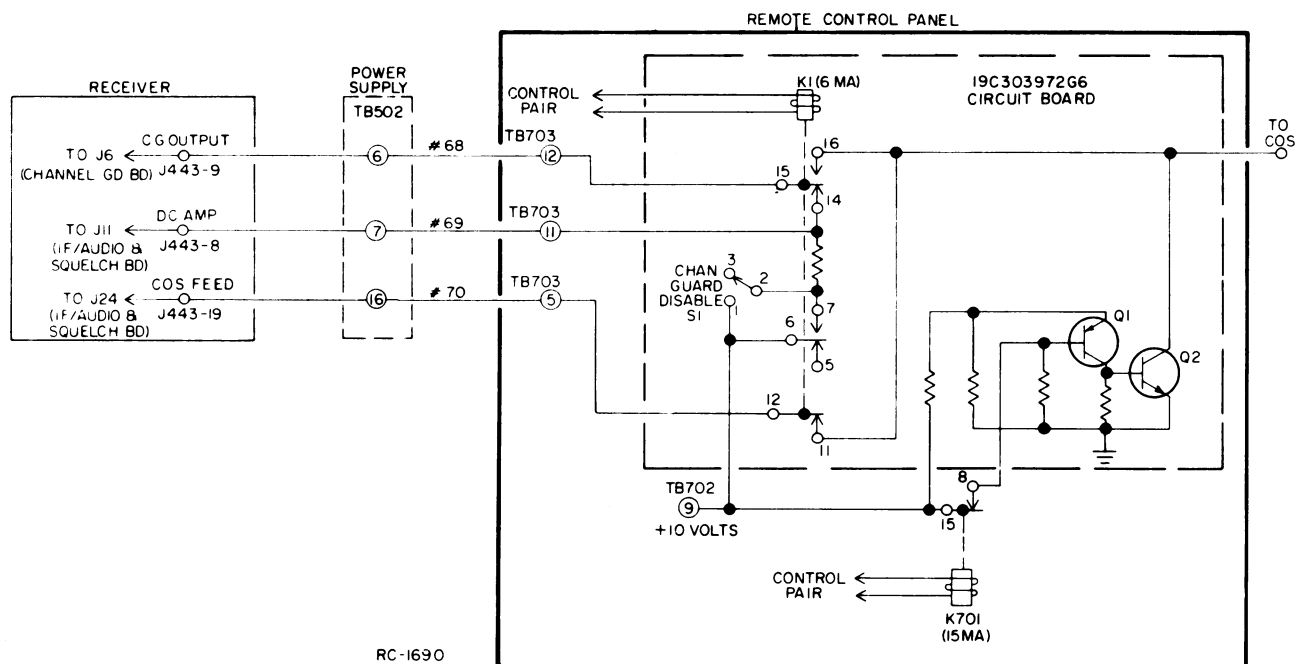 REMOTE CONTROL PANEL
RECEIVER
TO J6
(CHANNEL GD BD)
CG OUTPUT
J443-9
TO J11
(IF/AUDIO &
SQUELCH BD)
DC AMP
J443-8
TO J24
(IF/AUDIO &
SQUELCH BD)
COS FEED
J443-19
POWER
SUPPLY
TB502
6
7
16
#68
#69
#70
TB703
12
TB703
11
TB703
5
CONTROL
PAIR
K1 (6 MA)
19C303972G6
CIRCUIT BOARD
16
15
14
3
2
1
CHAN
GUARD
DISABLE
S1
7
6
5
12
11
Q1
Q2
TO
COS
TB702
9
+10 VOLTS
8
15
CONTROL
PAIR
K701
(15MA)
RC-1690